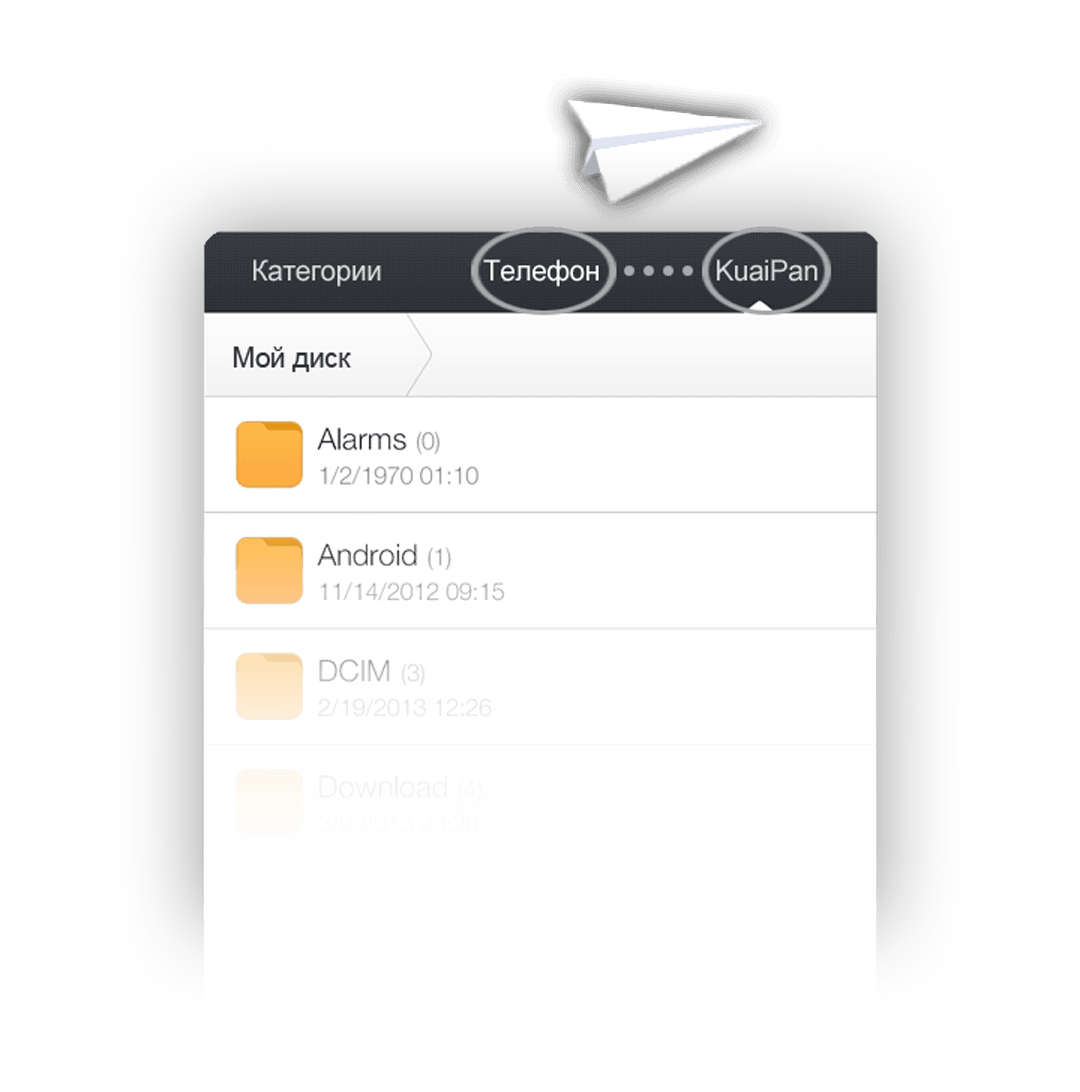 Категории Телефон KuaiPan
Мой диск
Alarms (0)
1/2/1970 01:10
Android (1)
11/14/2012 09:15
DCIM (3)
2/19/2013 12:26
Download (4)